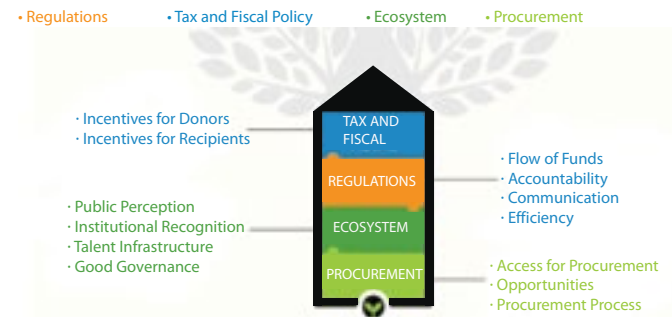 • Regulations • Tax and Fiscal Policy • Ecosystem • Procurement
· Incentives for Donors
· Incentives for Recipients
TAX AND
FISCAL
REGULATIONS
· Flow of Funds
· Accountability
· Communication
· Efficiency
· Public Perception
· Institutional Recognition
· Talent Infrastructure
· Good Governance
ECOSYSTEM
PROCUREMENT
· Access for Procurement
· Opportunities
· Procurement Process